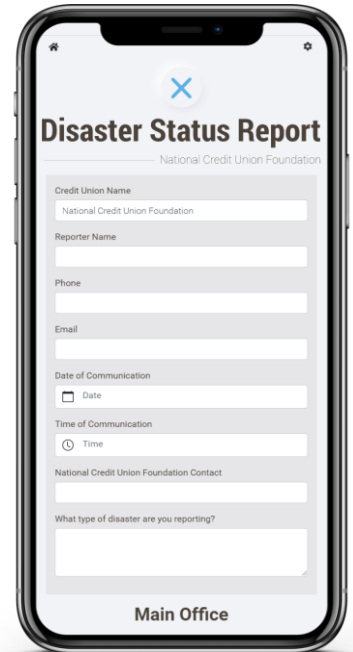 Disaster Status Report
National Credit Union Foundation
Credit Union Name
National Credit Union Foundation
Reporter Name
Phone
Email
Date of Communication
Date
Time of Communication
Time
National Credit Union Foundation Contact
What type of disaster are you reporting?
Main Office